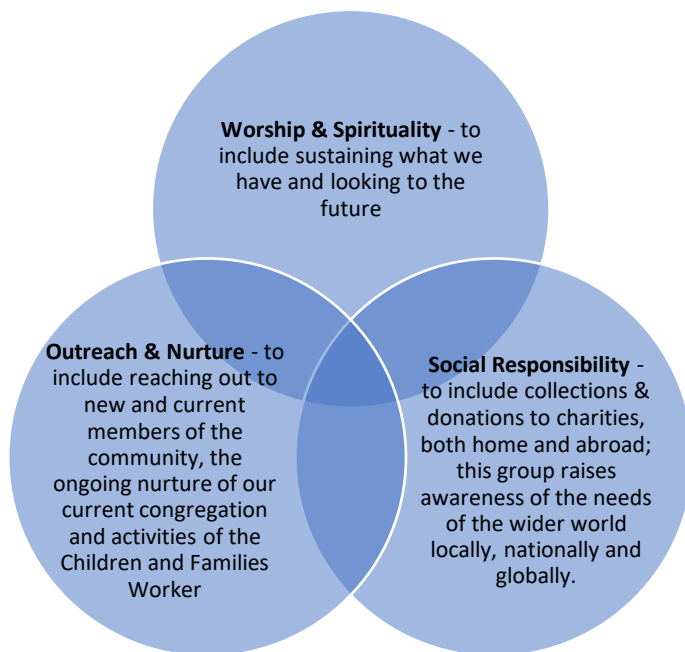 Worship & Spirituality - to
include sustaining what we
have and looking to the
future
Outreach & Nurture - to
include reaching out to
new and current
members of the
community, the
ongoing nurture of our
current congregation
and activities of the
Children and Families
Worker
Social Responsibility -
to include collections &
donations to charities,
both home and abroad;
this group raises
awareness of the needs
of the wider world
locally, nationally and
globally.